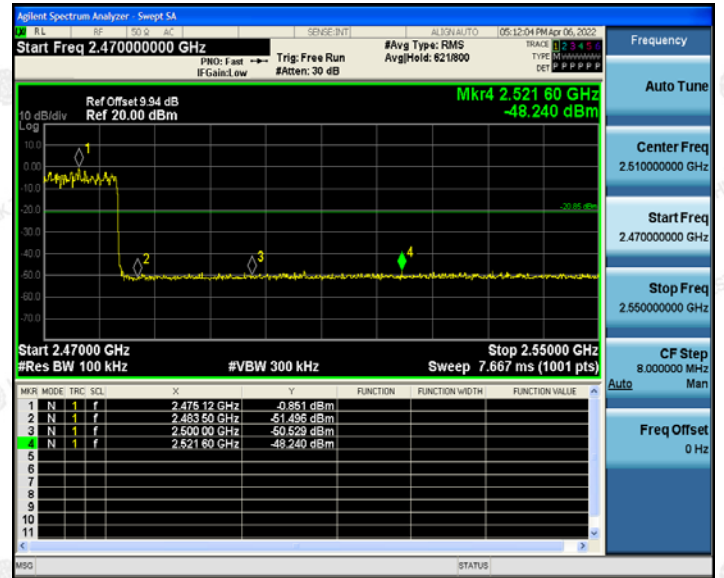 Agilent Spectrum Analyzer - Swept SA
RL RF 50 Ω AC SENSE:INT ALIGN AUTO 05:12:04 PM Apr 06, 2022
Start Freq 2.470000000 GHz
PNO: Fast
IFGain:Low
Trig: Free Run
#Atten: 30 dB
#Avg Type: RMS
Avg|Hold: 621/800
TRACE 1 2 3 4 5 6
TYPE M
DET P P P P P P
Ref Offset 9.94 dB
10 dB/div Ref 20.00 dBm
Log
Mkr4 2.521 60 GHz
-48.240 dBm
10.0
0.00
-10.0
-20.0
-30.0
-40.0
-50.0
-60.0
-70.0
1
2
3
4
-20.85 dBm
Start 2.47000 GHz Stop 2.55000 GHz
#Res BW 100 kHz #VBW 300 kHz Sweep 7.667 ms (1001 pts)
MKR MODE TRC SCL X Y FUNCTION FUNCTION WIDTH FUNCTION VALUE
1 N 1 f 2.475 12 GHz -0.851 dBm
2 N 1 f 2.483 50 GHz -51.496 dBm
3 N 1 f 2.500 00 GHz -50.529 dBm
4 N 1 f 2.521 60 GHz -48.240 dBm
5
6
7
8
9
10
11
MSG STATUS
Frequency
Auto Tune
Center Freq
2.510000000 GHz
Start Freq
2.470000000 GHz
Stop Freq
2.550000000 GHz
CF Step
8.000000 MHz
Auto Man
Freq Offset
0 Hz